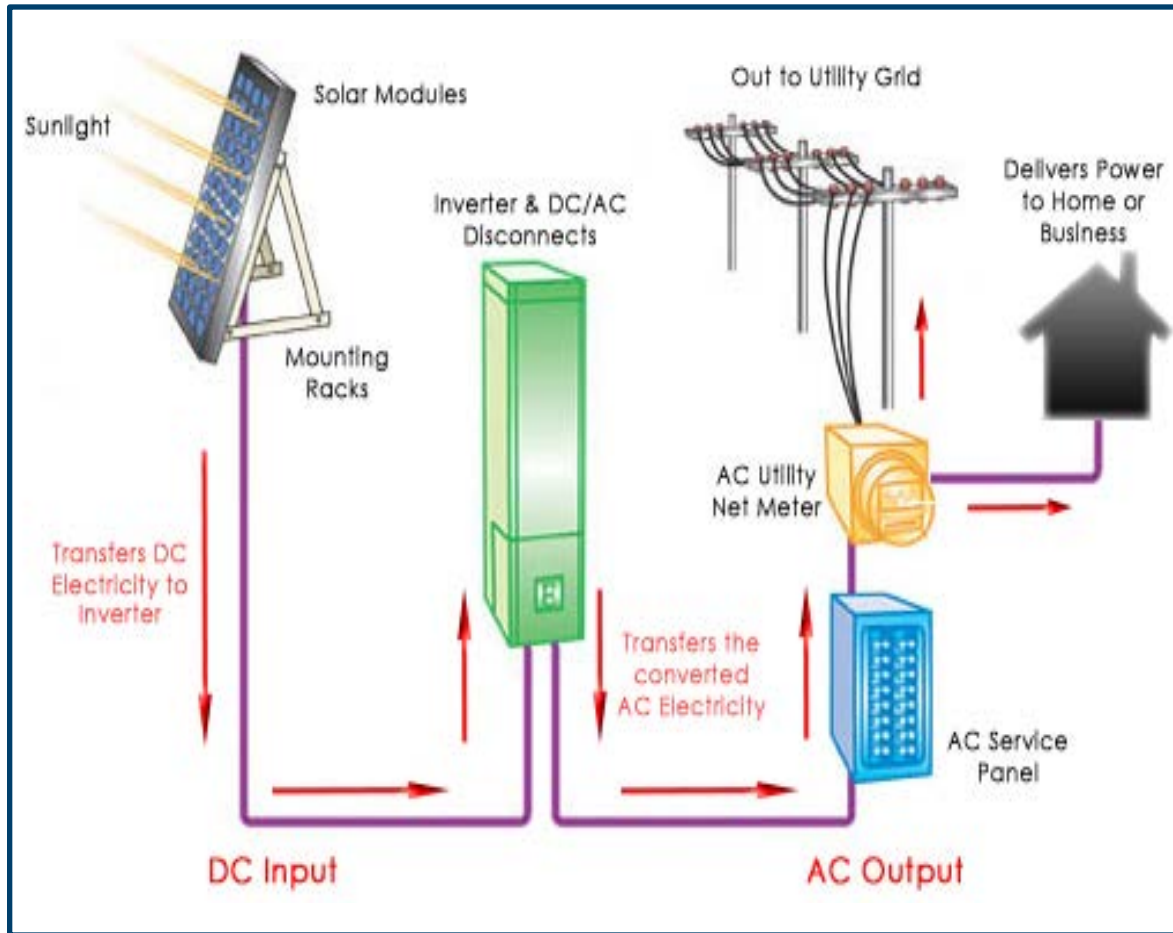 Sunlight
Solar Modules
Mounting
Racks
Inverter & DC/AC
Disconnects
Out to Utility Grid
Delivers Power
to Home or
Business
AC Utility
Net Meter
Transfers DC
Electricity to
Inverter
Transfers the
converted
AC Electricity
AC Service
Panel
DC Input
AC Output